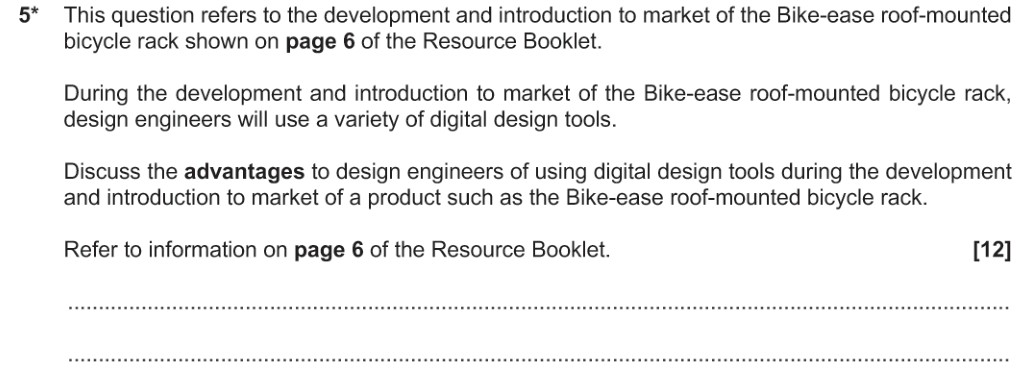 5* This question refers to the development and introduction to market of the Bike-ease roof-mounted
bicycle rack shown on page 6 of the Resource Booklet.
During the development and introduction to market of the Bike-ease roof-mounted bicycle rack,
design engineers will use a variety of digital design tools.
Discuss the advantages to design engineers of using digital design tools during the development
and introduction to market of a product such as the Bike-ease roof-mounted bicycle rack.
Refer to information on page 6 of the Resource Booklet. [12]